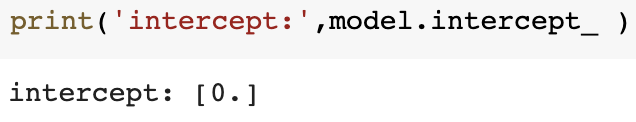 print('intercept:',model.intercept_ )
intercept: [0.]